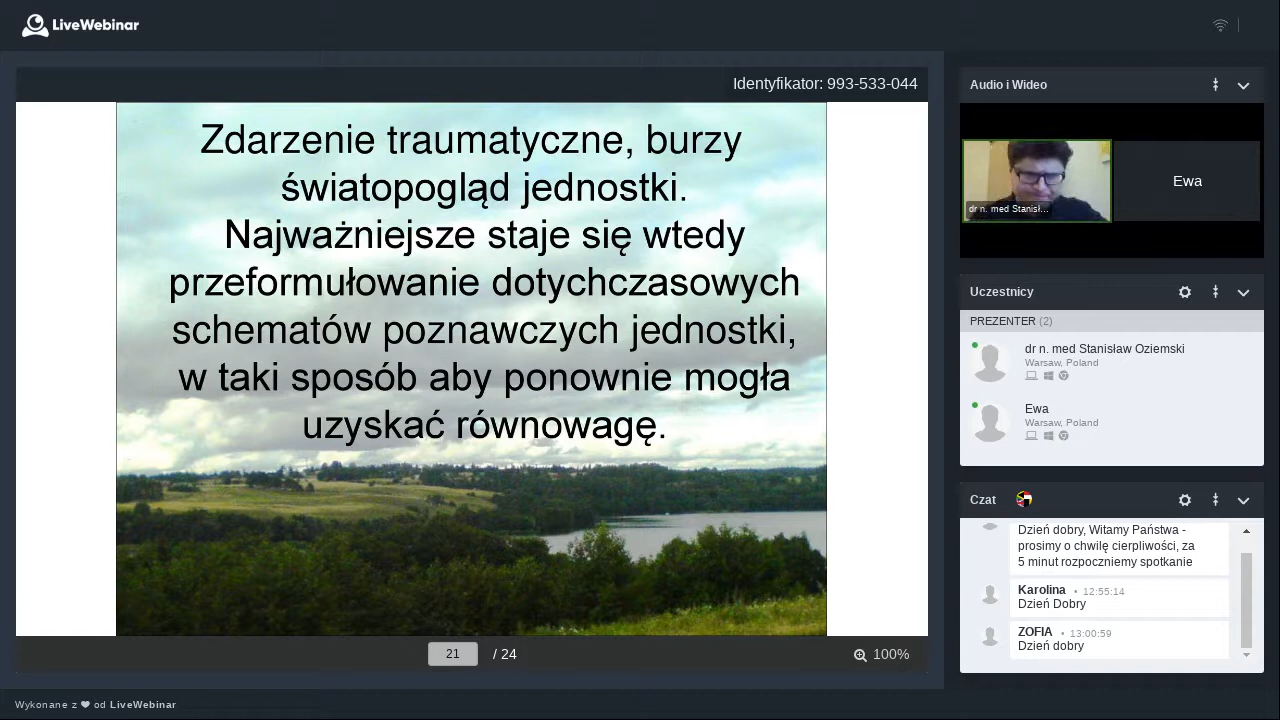 LiveWebinar
Identyfikator: 993-533-044
Zdarzenie traumatyczne, burzy
światopogląd jednostki.
Najważniejsze staje się wtedy
przeformułowanie dotychczasowych
schematów poznawczych jednostki,
w taki sposób aby ponownie mogła
uzyskać równowagę.
21 / 24
100%
Audio i Wideo
dr n. med Stanisł...
Ewa
Uczestnicy
PREZENTER (2)
dr n. med Stanisław Oziemski
Warsaw, Poland
Ewa
Warsaw, Poland
Czat
Dzień dobry, Witamy Państwa -
prosimy o chwilę cierpliwości, za
5 minut rozpoczniemy spotkanie
Karolina • 12:55:14
Dzień Dobry
ZOFIA • 13:00:59
Dzień dobry
Wykonane z ❤ od LiveWebinar